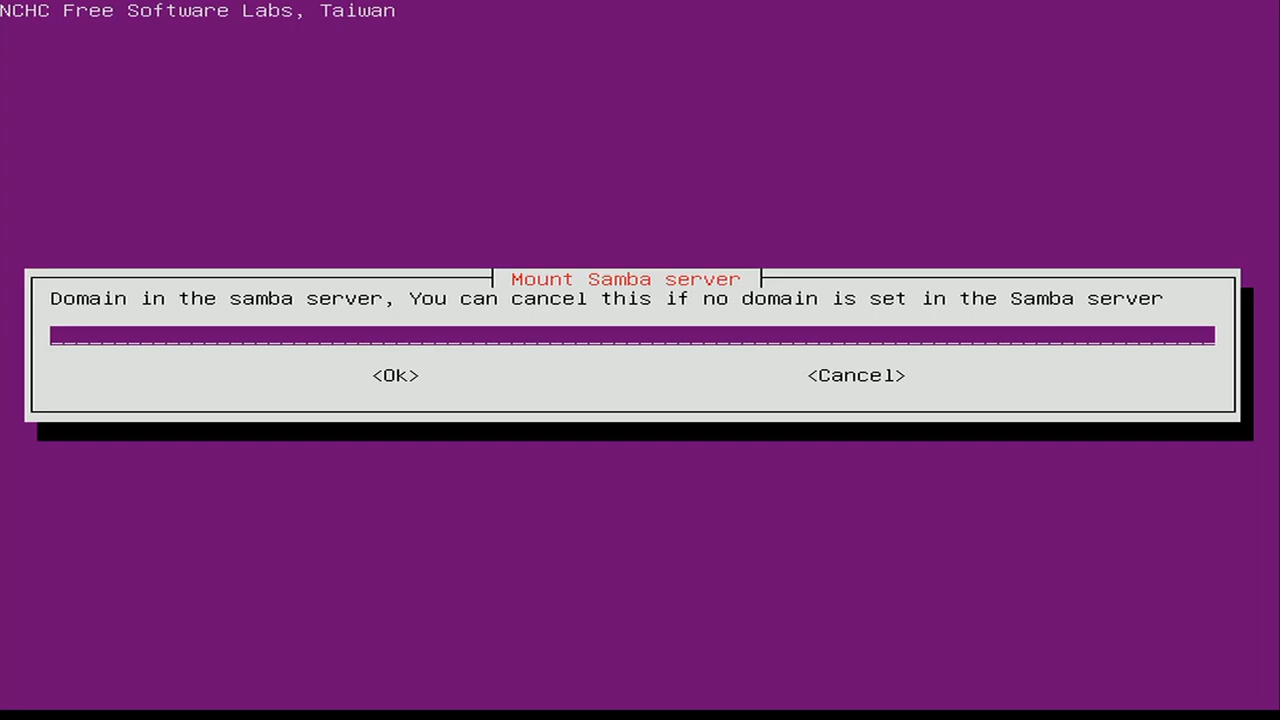 NCHC Free Software Labs, Taiwan
Mount Samba server
Domain in the samba server, You can cancel this if no domain is set in the Samba server
<Ok> <Cancel>